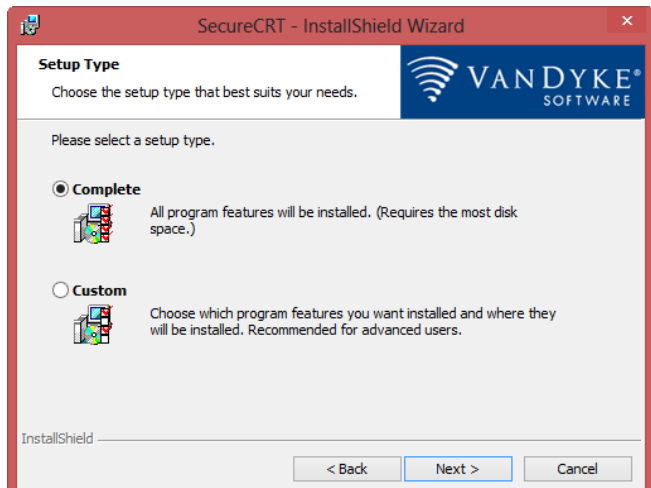 SecureCRT - InstallShield Wizard
Setup Type
Choose the setup type that best suits your needs.
VANDYKE®
SOFTWARE
Please select a setup type.
Complete
All program features will be installed. (Requires the most disk
space.)
Custom
Choose which program features you want installed and where they
will be installed. Recommended for advanced users.
InstallShield
< Back Next > Cancel